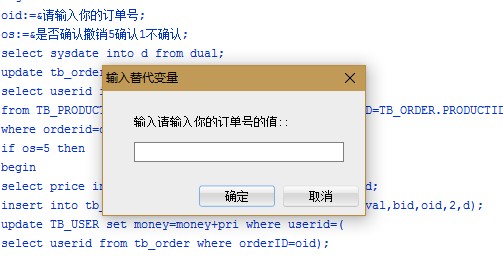 oid:=&请输入你的订单号;
os:=&是否确认撤销5确认1不确认;
select sysdate into d from dual;
update tb_order
select userid
from TB_PRODUCT ID=TB_ORDER.PRODUCTID
where orderid=
if os=5 then
begin
select price in d;
insert into tb_ val,bid,oid,2,d);
update TB_USER set money=money+pri where userid=(
select userid from tb_order where orderID=oid);
输入替代变量
输入请输入你的订单号的值::
确定
取消